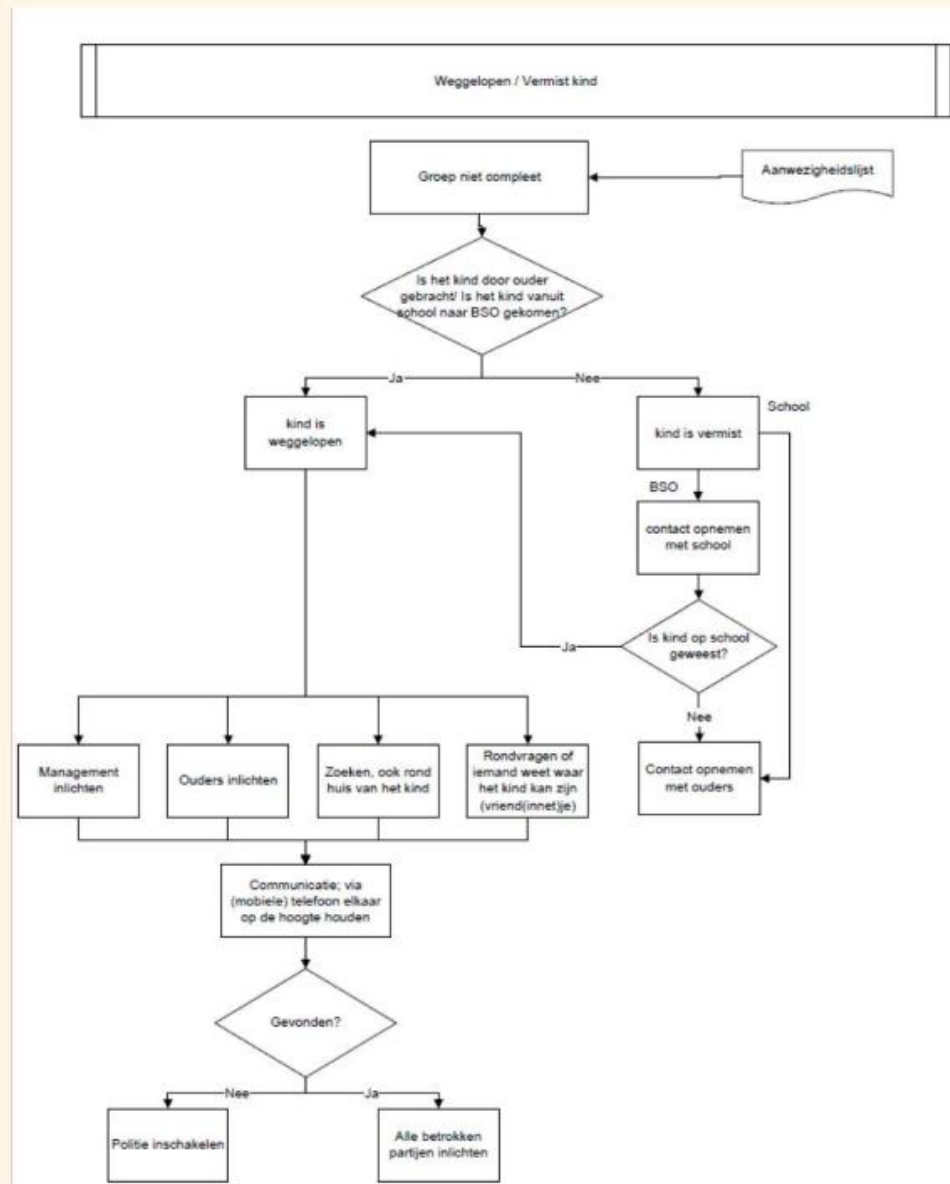 Weggelopen / Vermist kind
Groep niet compleet
Aanwezigheidslijst
Is het kind door ouder
gebracht/ Is het kind vanuit
school naar BSO gekomen?
Ja
Nee
kind is
weggelopen
kind is vermist
School
BSO
contact opnemen
met school
Is kind op school
geweest?
Ja
Nee
Management
inlichten
Ouders inlichten
Zoeken, ook rond
huis van het kind
Rondvragen of
iemand weet waar
het kind kan zijn
(vriend(innet)je)
Contact opnemen
met ouders
Communicatie; via
(mobiele) telefoon elkaar
op de hoogte houden
Gevonden?
Nee
Ja
Politie inschakelen
Alle betrokken
partijen inlichten